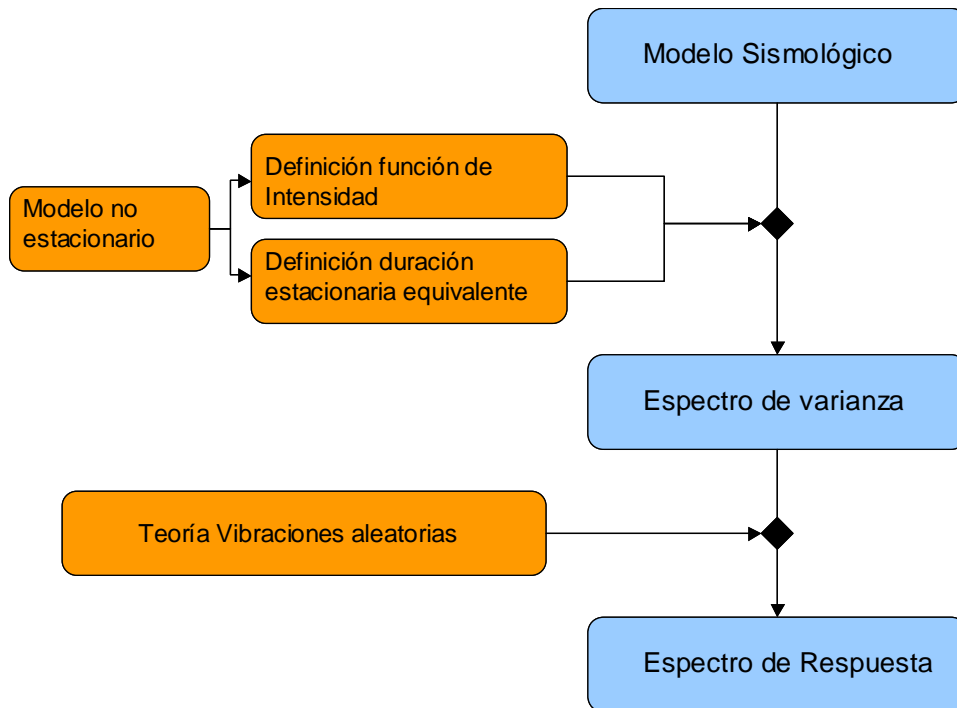 Modelo Sismológico
Definición función de
Intensidad
Modelo no
estacionario
Definición duración
estacionaria equivalente
Espectro de varianza
Teoría Vibraciones aleatorias
Espectro de Respuesta